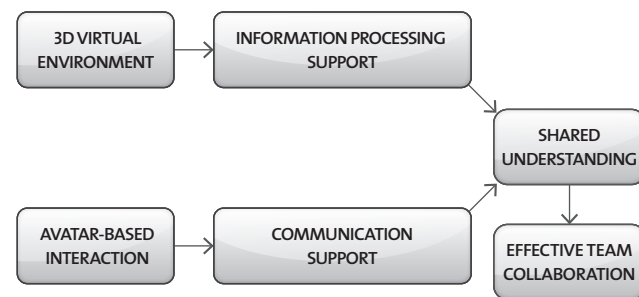 3D VIRTUAL
ENVIRONMENT
INFORMATION PROCESSING
SUPPORT
SHARED
UNDERSTANDING
AVATAR-BASED
INTERACTION
COMMUNICATION
SUPPORT
EFFECTIVE TEAM
COLLABORATION